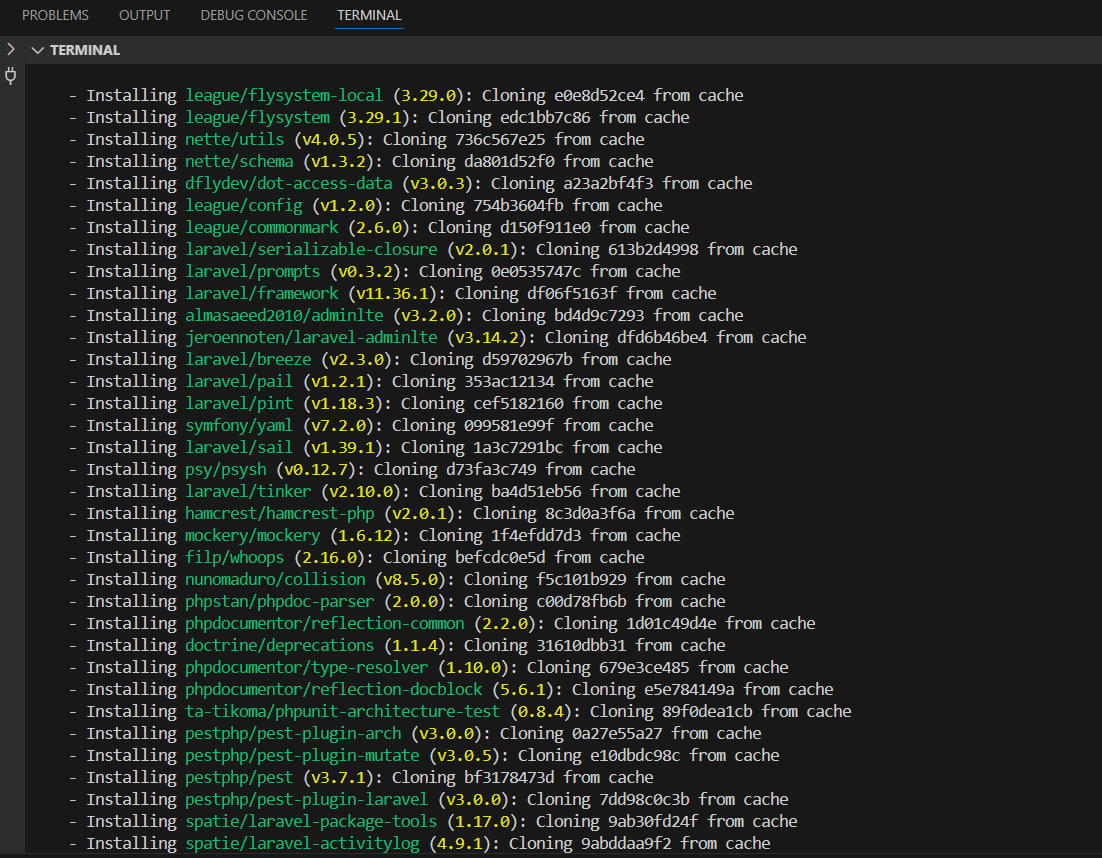 PROBLEMS OUTPUT DEBUG CONSOLE TERMINAL
TERMINAL
- Installing league/flysystem-local (3.29.0): Cloning e0e8d52ce4 from cache
- Installing league/flysystem (3.29.1): Cloning edc1bb7c86 from cache
- Installing nette/utils (v4.0.5): Cloning 736c567e25 from cache
- Installing nette/schema (v1.3.2): Cloning da801d52f0 from cache
- Installing dflydev/dot-access-data (v3.0.3): Cloning a23a2bf4f3 from cache
- Installing league/config (v1.2.0): Cloning 754b3604fb from cache
- Installing league/commonmark (2.6.0): Cloning d150f911e0 from cache
- Installing laravel/serializable-closure (v2.0.1): Cloning 613b2d4998 from cache
- Installing laravel/prompts (v0.3.2): Cloning 0e0535747c from cache
- Installing laravel/framework (v11.36.1): Cloning df06f5163f from cache
- Installing almasaeed2010/adminlte (v3.2.0): Cloning bd4d9c7293 from cache
- Installing jeroennoten/laravel-adminlte (v3.14.2): Cloning dfd6b46be4 from cache
- Installing laravel/breeze (v2.3.0): Cloning d59702967b from cache
- Installing laravel/pail (v1.2.1): Cloning 353ac12134 from cache
- Installing laravel/pint (v1.18.3): Cloning cef5182160 from cache
- Installing symfony/yaml (v7.2.0): Cloning 099581e99f from cache
- Installing laravel/sail (v1.39.1): Cloning 1a3c7291bc from cache
- Installing psy/psysh (v0.12.7): Cloning d73fa3c749 from cache
- Installing laravel/tinker (v2.10.0): Cloning ba4d51eb56 from cache
- Installing hamcrest/hamcrest-php (v2.0.1): Cloning 8c3d0a3f6a from cache
- Installing mockery/mockery (1.6.12): Cloning 1f4efdd7d3 from cache
- Installing filp/whoops (2.16.0): Cloning befcdc0e5d from cache
- Installing nunomaduro/collision (v8.5.0): Cloning f5c101b929 from cache
- Installing phpstan/phpdoc-parser (2.0.0): Cloning c00d78fb6b from cache
- Installing phpdocumentor/reflection-common (2.2.0): Cloning 1d01c49d4e from cache
- Installing doctrine/deprecations (1.1.4): Cloning 31610dbb31 from cache
- Installing phpdocumentor/type-resolver (1.10.0): Cloning 679e3ce485 from cache
- Installing phpdocumentor/reflection-docblock (5.6.1): Cloning e5e784149a from cache
- Installing ta-tikoma/phpunit-architecture-test (0.8.4): Cloning 89f0dea1cb from cache
- Installing pestphp/pest-plugin-arch (v3.0.0): Cloning 0a27e55a27 from cache
- Installing pestphp/pest-plugin-mutate (v3.0.5): Cloning e10dbdc98c from cache
- Installing pestphp/pest (v3.7.1): Cloning bf3178473d from cache
- Installing pestphp/pest-plugin-laravel (v3.0.0): Cloning 7dd98c0c3b from cache
- Installing spatie/laravel-package-tools (1.17.0): Cloning 9ab30fd24f from cache
- Installing spatie/laravel-activitylog (4.9.1): Cloning 9abddaa9f2 from cache